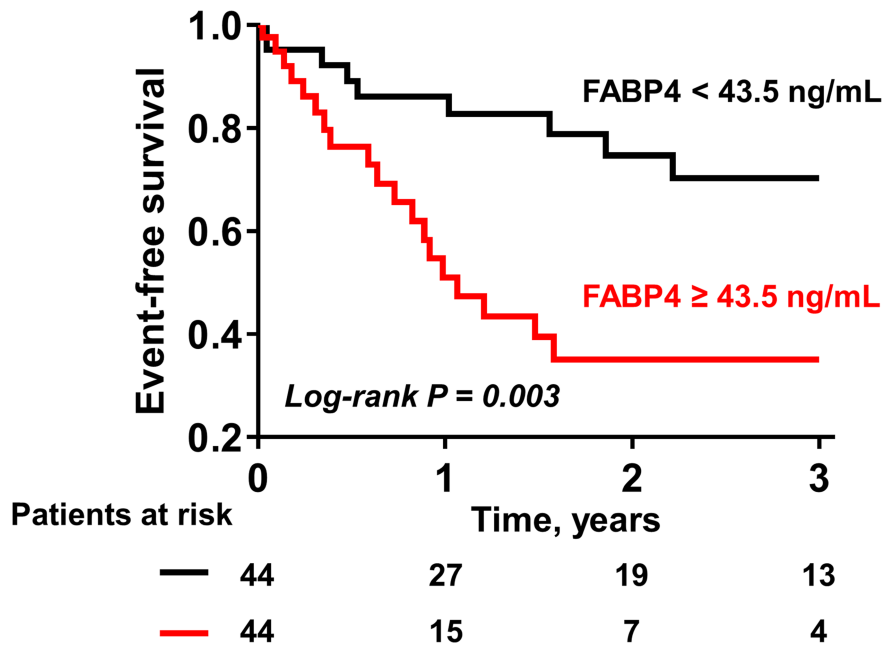 Event-free survival
1.0
0.8
0.6
0.4
0.2
FABP4 < 43.5 ng/mL
FABP4 ≥ 43.5 ng/mL
Log-rank P = 0.003
0 1 2 3
Time, years
Patients at risk
44 27 19 13
44 15 7 4